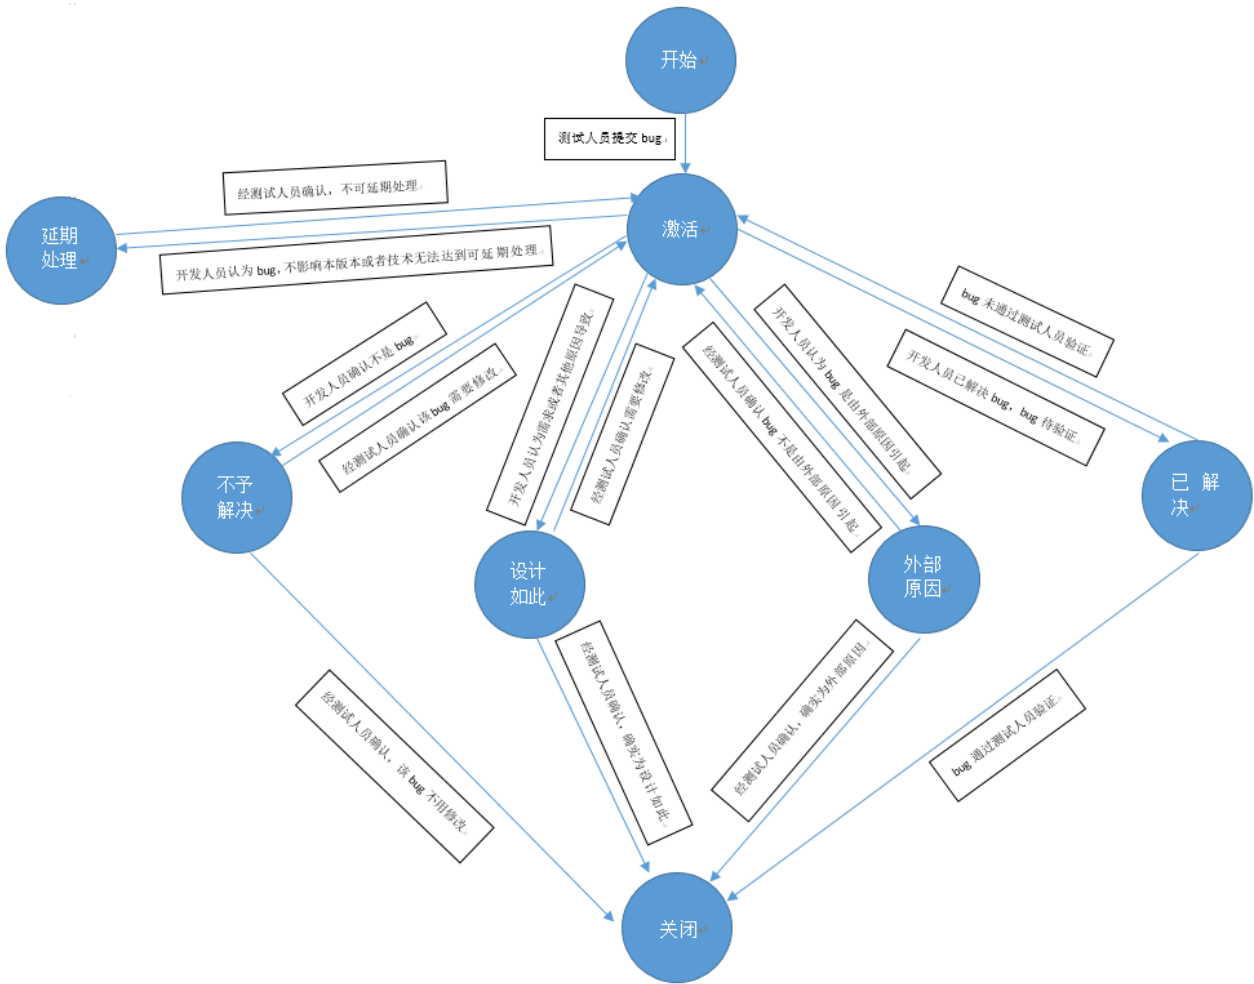 开始
测试人员提交 bug
经测试人员确认，不可延期处理
激活
延期
处理
开发人员认为 bug，不影响本版本或者技术无法达到可延期处理
bug 未通过测试人员验证
开发人员已解决 bug，bug 待验证
开发人员确认不是 bug
经测试人员确认该 bug 需要修改
开发人员认为需求或者其他原因导致
经测试人员确认需要修改
经测试人员确认 bug 不是由外部原因引起
开发人员认为 bug 是由外部原因引起
不予
解决
设计
如此
外部
原因
已 解
决
经测试人员确认，该 bug 不用修改
经测试人员确认，确实为设计如此
经测试人员确认，确实为外部原因
bug 通过测试人员验证
关闭